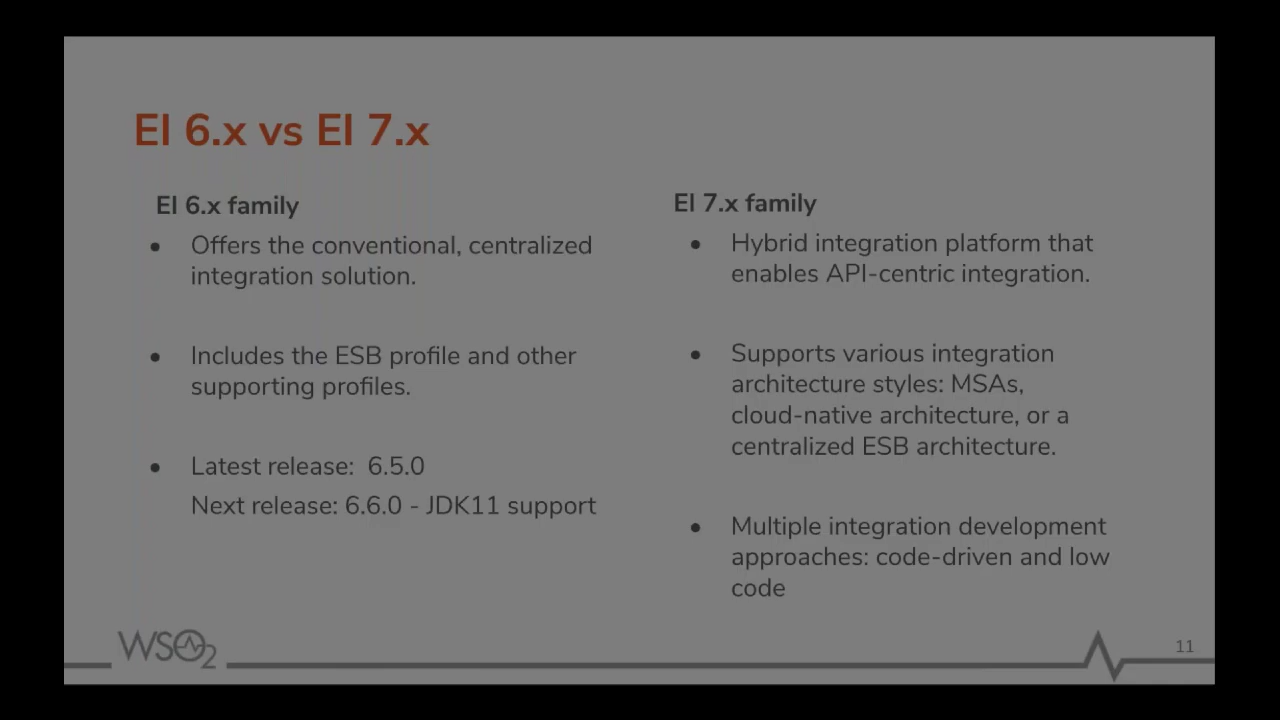 EI 6.x vs EI 7.x
EI 6.x family
• Offers the conventional, centralized
integration solution.
• Includes the ESB profile and other
supporting profiles.
• Latest release:  6.5.0
Next release: 6.6.0 - JDK11 support
EI 7.x family
• Hybrid integration platform that
enables API-centric integration.
• Supports various integration
architecture styles: MSAs,
cloud-native architecture, or a
centralized ESB architecture.
• Multiple integration development
approaches: code-driven and low
code
WSO2
11